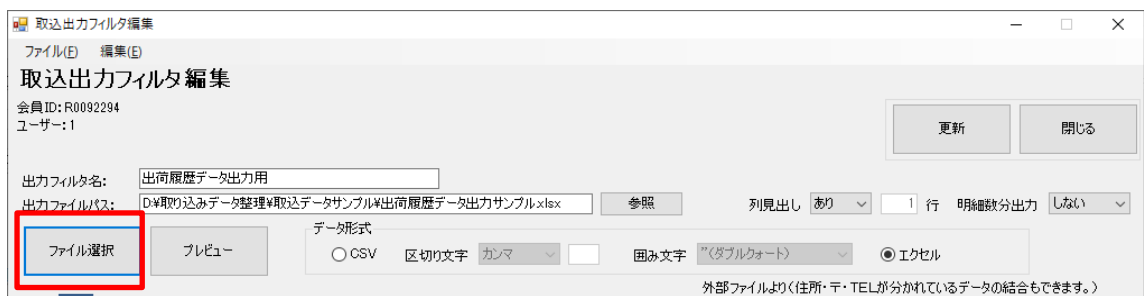 取込出力フィルタ編集
ファイル(F) 編集(E)
取込出力フィルタ編集
会員ID:R0092294
ユーザー:1
更新 閉じる
出力フィルタ名: 出荷履歴データ出力用
出力ファイルパス: D:¥取り込みデータ整理¥取込データサンプル¥出荷履歴データ出力サンプル.xlsx 参照 列見出し あり 1 行 明細数分出力 しない
ファイル選択 プレビュー
データ形式
CSV 区切り文字 カンマ 囲み文字 "(ダブルクォート) エクセル
外部ファイルより(住所・〒・TELが分かれているデータの結合もできます。)